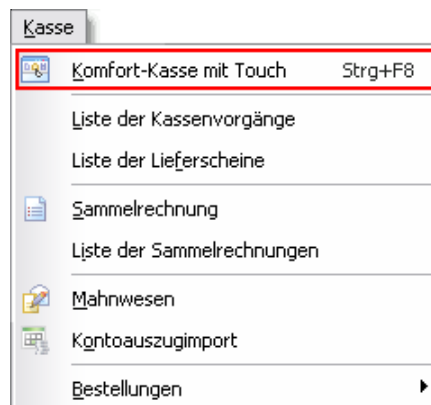 Kasse
Komfort-Kasse mit Touch Strg+F8
Liste der Kassenvorgänge
Liste der Lieferscheine
Sammelrechnung
Liste der Sammelrechnungen
Mahnwesen
Kontoauszugimport
Bestellungen